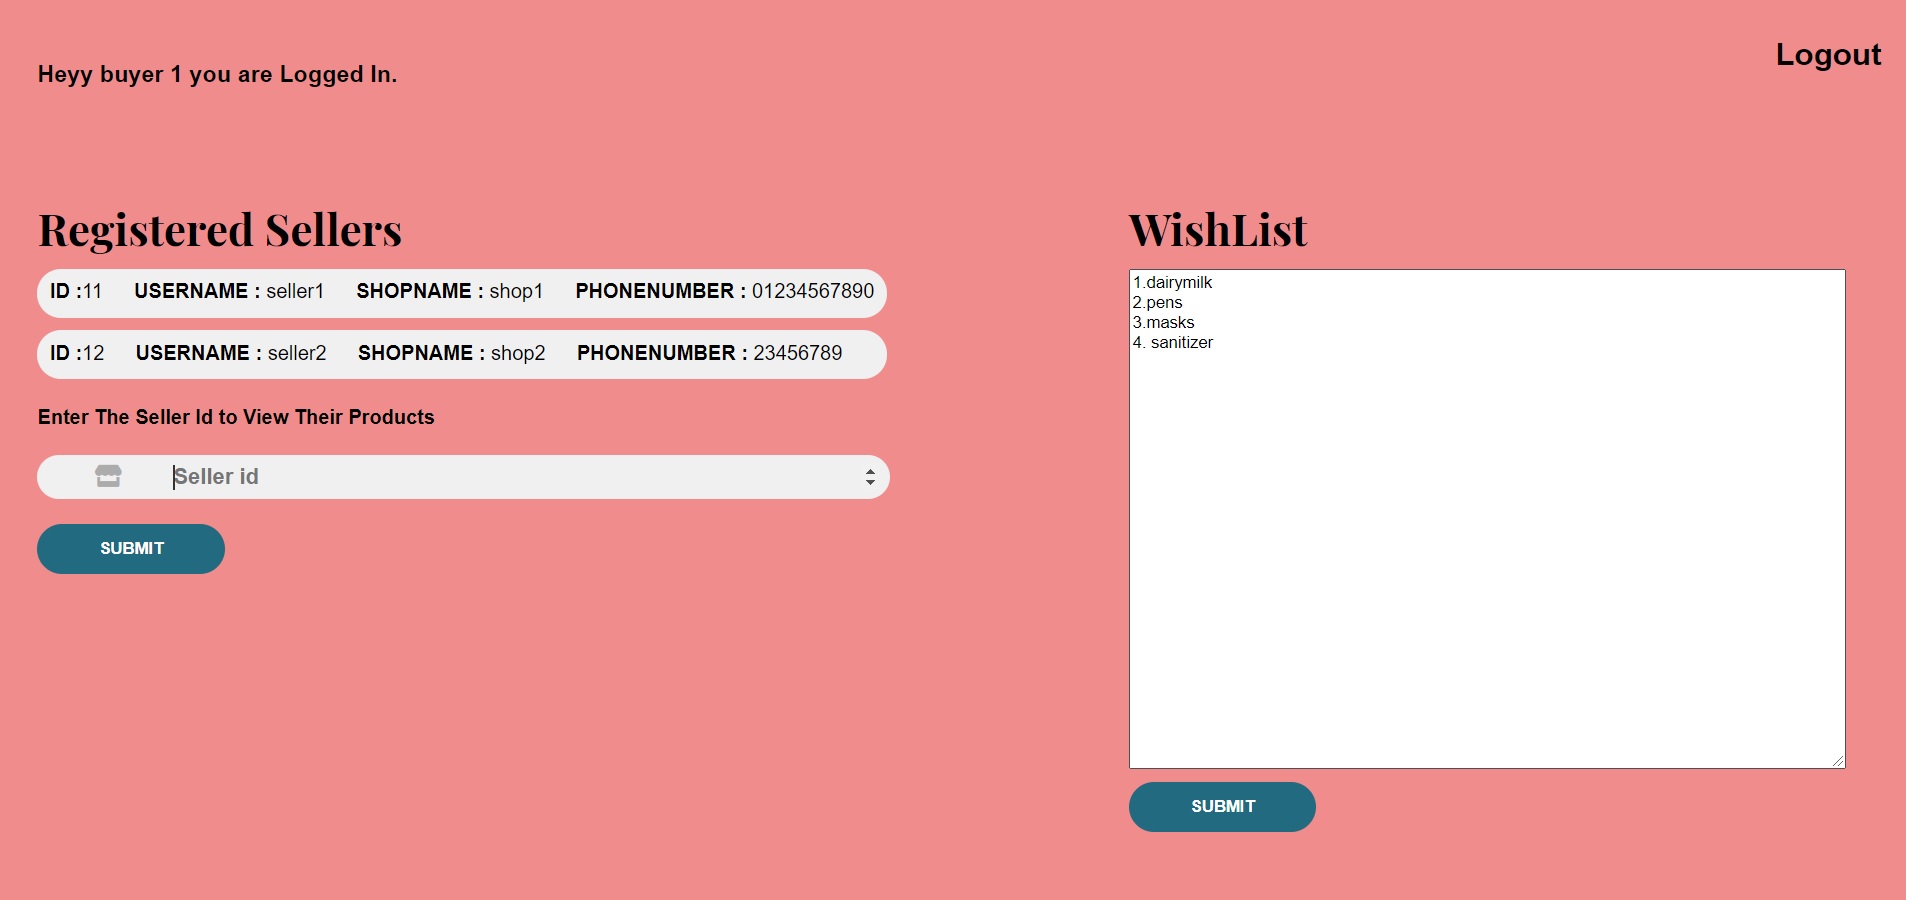 Logout
Heyy buyer 1 you are Logged In.
Registered Sellers
ID :11 USERNAME : seller1 SHOPNAME : shop1 PHONENUMBER : 01234567890
ID :12 USERNAME : seller2 SHOPNAME : shop2 PHONENUMBER : 23456789
Enter The Seller Id to View Their Products
Seller id
SUBMIT
WishList
1.dairymilk
2.pens
3.masks
4. sanitizer
SUBMIT